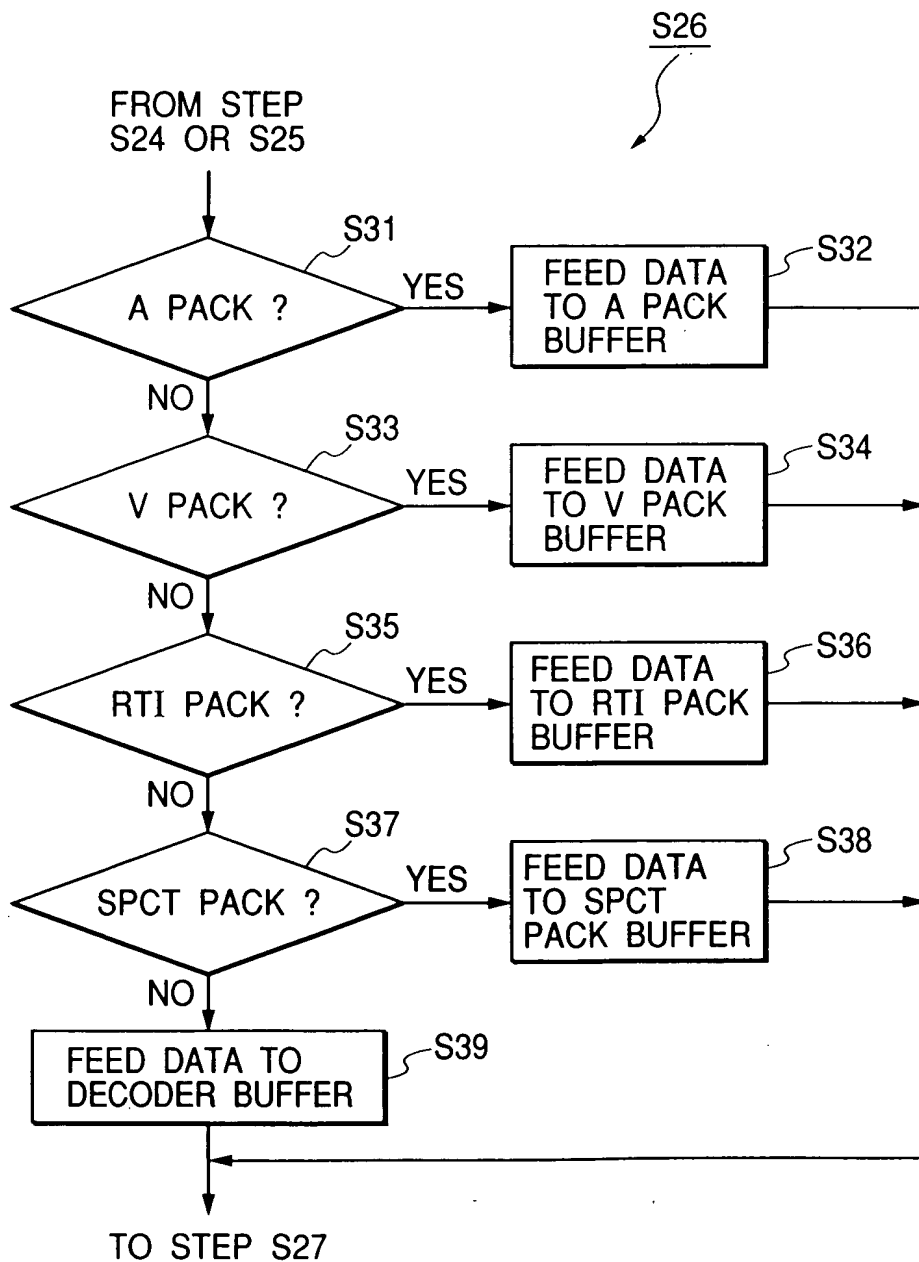 S26
FROM STEP
S24 OR S25
S31
A PACK ?
YES
FEED DATA
TO A PACK
BUFFER
S32
NO
S33
V PACK ?
YES
FEED DATA
TO V PACK
BUFFER
S34
NO
S35
RTI PACK ?
YES
FEED DATA
TO RTI PACK
BUFFER
S36
NO
S37
SPCT PACK ?
YES
FEED DATA
TO SPCT
PACK BUFFER
S38
NO
FEED DATA TO
DECODER BUFFER
S39
TO STEP S27